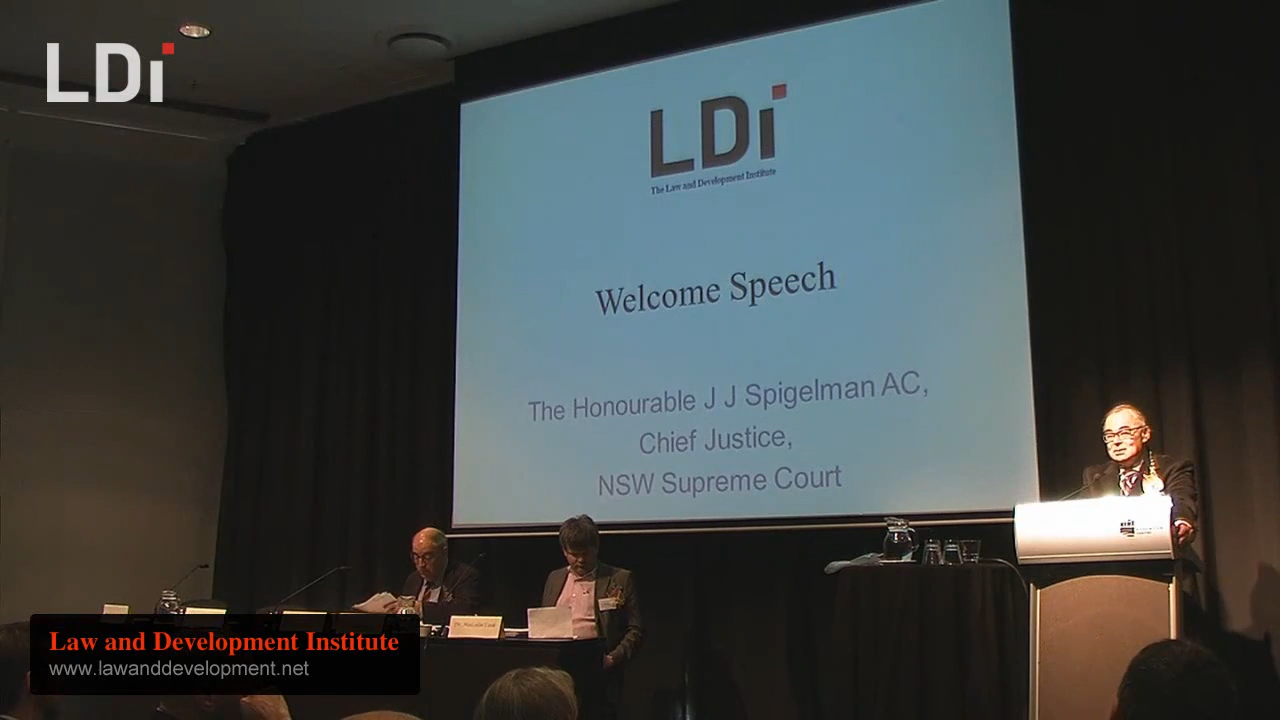 LDi
LDi
The Law and Development Institute
Welcome Speech
The Honourable J J Spigelman AC,
Chief Justice,
NSW Supreme Court
Law and Development Institute
www.lawanddevelopment.net